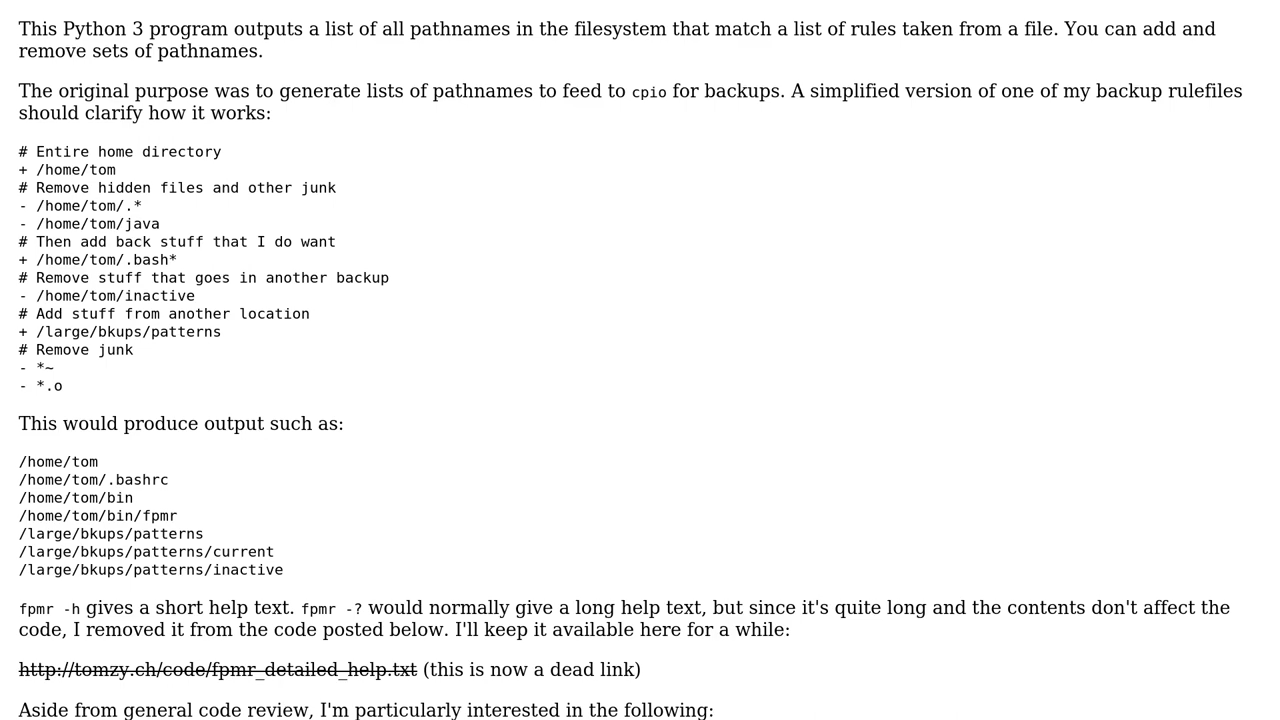 This Python 3 program outputs a list of all pathnames in the filesystem that match a list of rules taken from a file. You can add and
remove sets of pathnames.
The original purpose was to generate lists of pathnames to feed to cpio for backups. A simplified version of one of my backup rulefiles
should clarify how it works:
# Entire home directory
+ /home/tom
# Remove hidden files and other junk
- /home/tom/.*
- /home/tom/java
# Then add back stuff that I do want
+ /home/tom/.bash*
# Remove stuff that goes in another backup
- /home/tom/inactive
# Add stuff from another location
+ /large/bkups/patterns
# Remove junk
- *~
- *.o
This would produce output such as:
/home/tom
/home/tom/.bashrc
/home/tom/bin
/home/tom/bin/fpmr
/large/bkups/patterns
/large/bkups/patterns/current
/large/bkups/patterns/inactive
fpmr -h gives a short help text. fpmr -? would normally give a long help text, but since it's quite long and the contents don't affect the
code, I removed it from the code posted below. I'll keep it available here for a while:
http://tomzy.ch/code/fpmr_detailed_help.txt (this is now a dead link)
Aside from general code review, I'm particularly interested in the following: